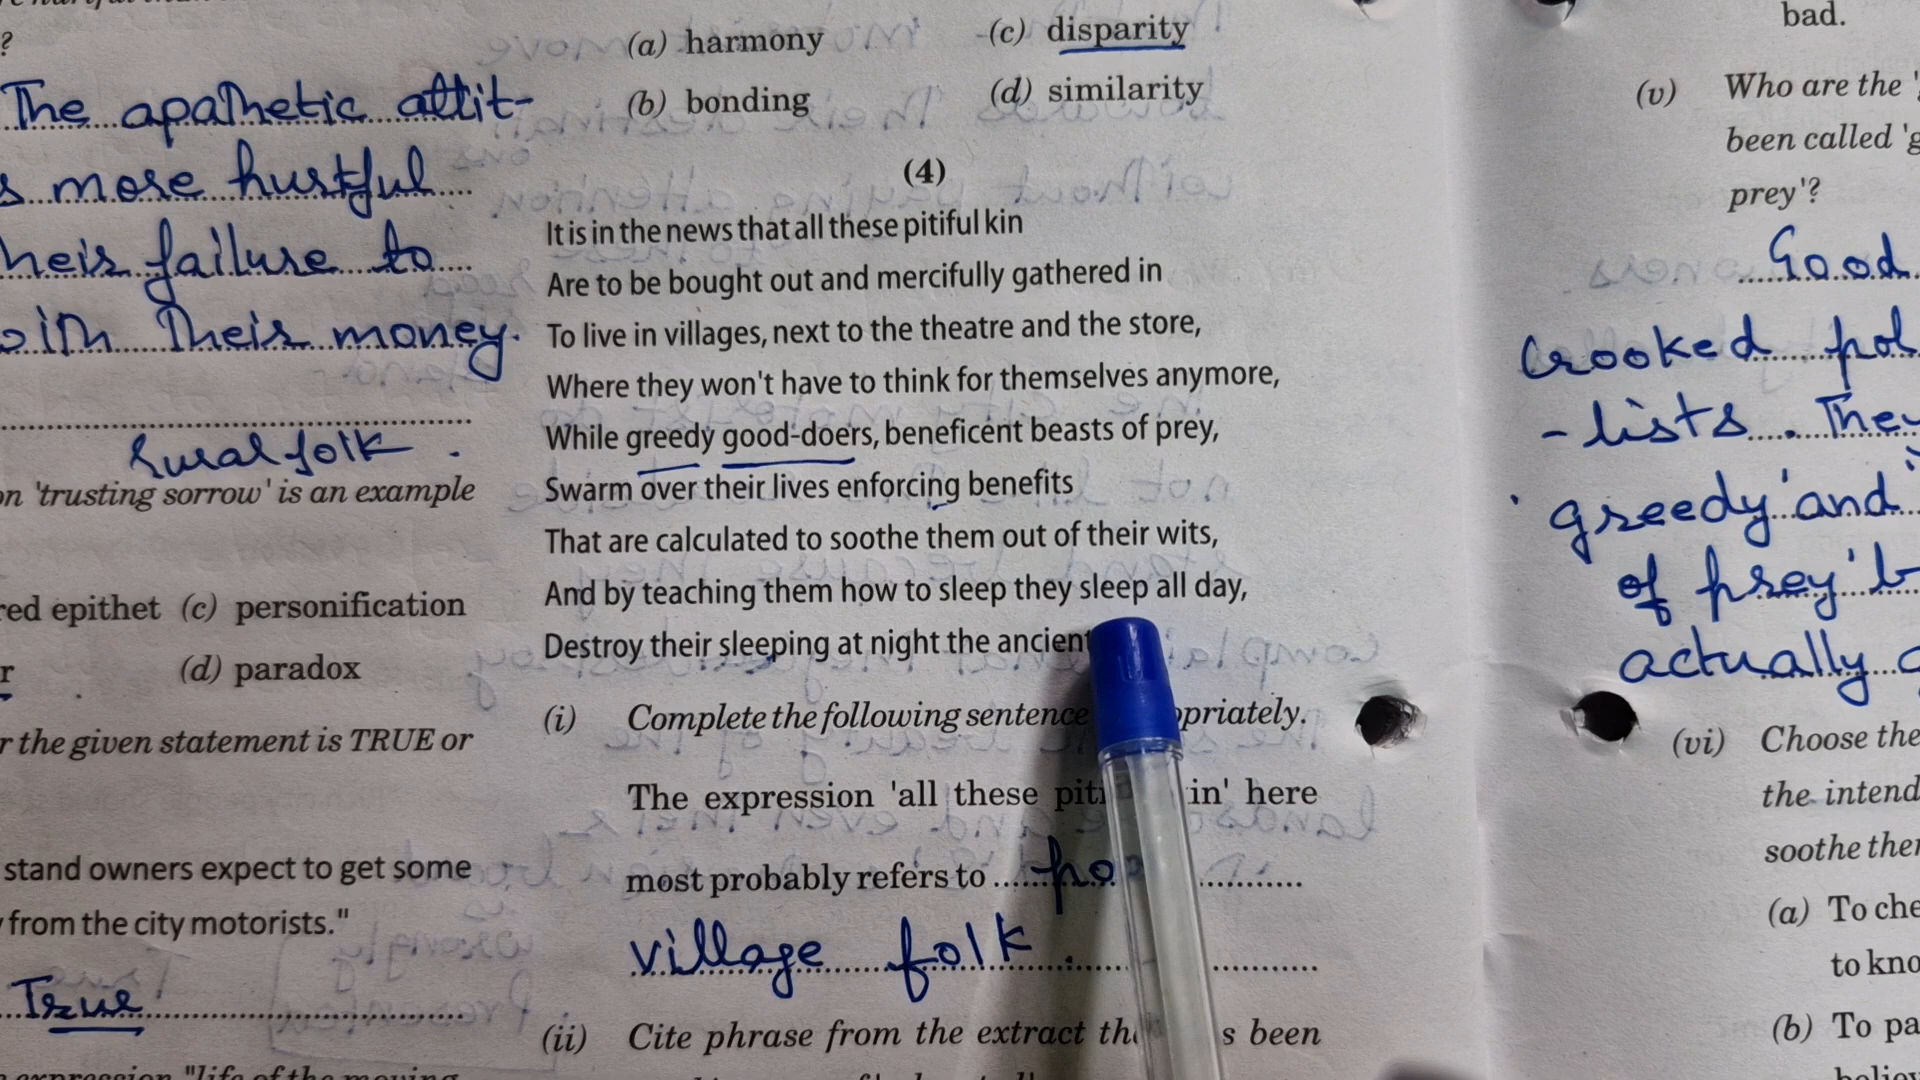 ?
The apathetic attit-
s more hurtful
heir failure to
with their money.
Rural folk.
on 'trusting sorrow' is an example
red epithet (c) personification
r (d) paradox
r the given statement is TRUE or
stand owners expect to get some
from the city motorists."
True
expression "life of the moving
(a) harmony (c) disparity
(b) bonding (d) similarity
(4)
It is in the news that all these pitiful kin
Are to be bought out and mercifully gathered in
To live in villages, next to the theatre and the store,
Where they won't have to think for themselves anymore,
While greedy good-doers, beneficent beasts of prey,
Swarm over their lives enforcing benefits
That are calculated to soothe them out of their wits,
And by teaching them how to sleep they sleep all day,
Destroy their sleeping at night the ancient
(i) Complete the following sentence opriately.
The expression 'all these piti in' here
most probably refers to
village folk.
(ii) Cite phrase from the extract th s been
bad.
(v) Who are the '
been called 'g
prey'?
Good
crooked pol
-lists. They
'greedy' and '
of prey' b
actually
(vi) Choose the
the intend
soothe ther
(a) To che
to kno
(b) To pa